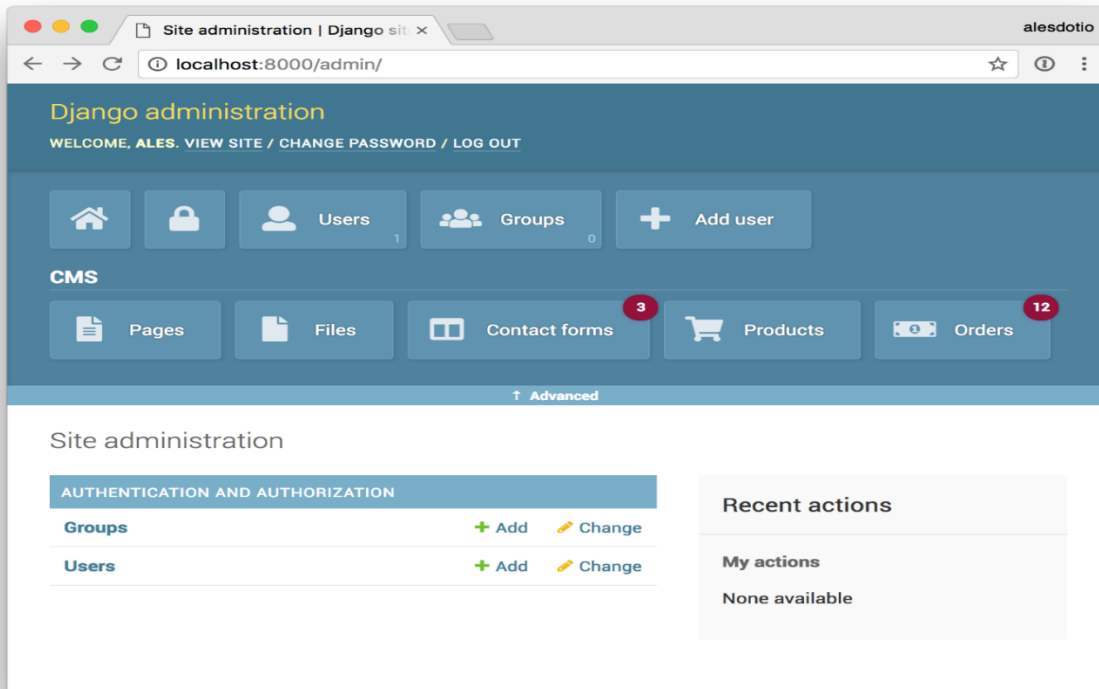 Site administration | Django sit
alesdotio
localhost:8000/admin/
Django administration
WELCOME, ALES. VIEW SITE / CHANGE PASSWORD / LOG OUT
Users 1
Groups 0
Add user
CMS
Pages
Files
Contact forms 3
Products
Orders 12
↑ Advanced
Site administration
AUTHENTICATION AND AUTHORIZATION
Groups + Add Change
Users + Add Change
Recent actions
My actions
None available